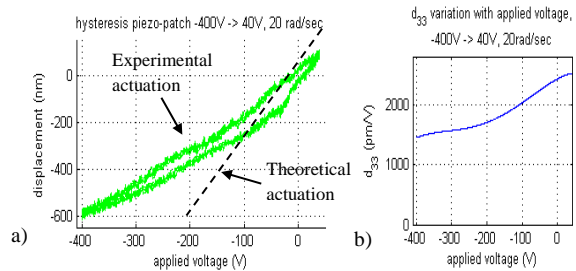 hysteresis piezo-patch -400V -> 40V, 20 rad/sec
Experimental
actuation
Theoretical
actuation
displacement (nm)
0
-200
-400
-600
-400
-300
-200
-100
0
applied voltage (V)
a)
d33 variation with applied voltage,
-400V -> 40V, 20rad/sec
d33 (pm/V)
2000
1000
0
-400
-300
-200
-100
0
applied voltage (V)
b)